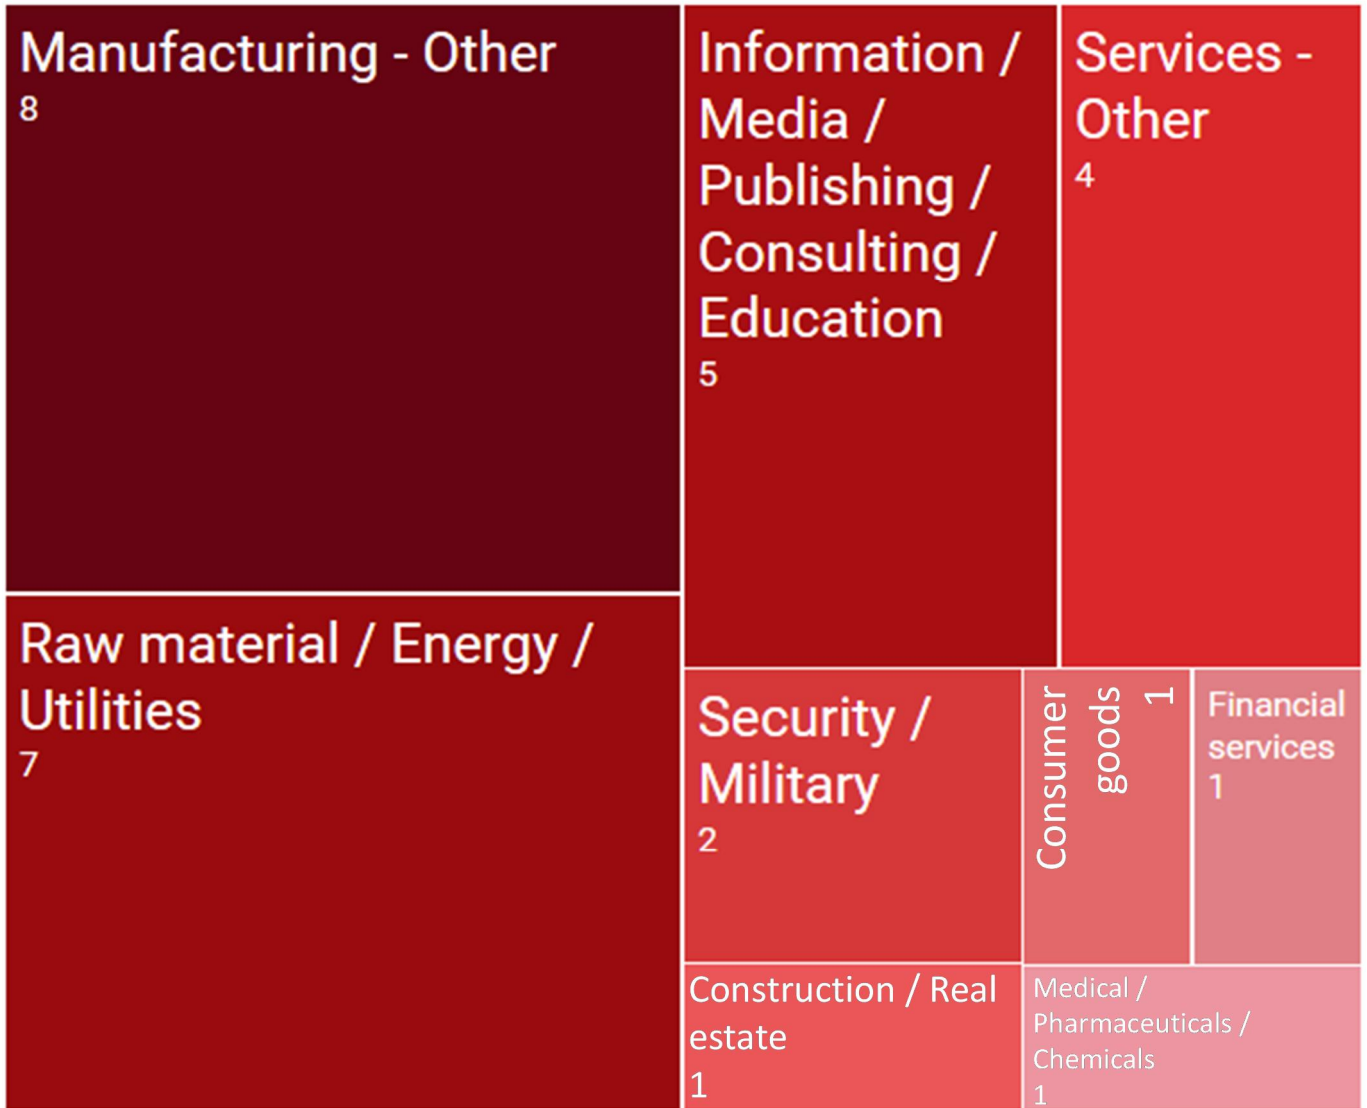 Manufacturing - Other
8
Raw material / Energy /
Utilities
7
Information /
Media /
Publishing /
Consulting /
Education
5
Services -
Other
4
Security /
Military
2
Consumer
goods
1
Financial
services
1
Construction / Real
estate
1
Medical /
Pharmaceuticals /
Chemicals
1